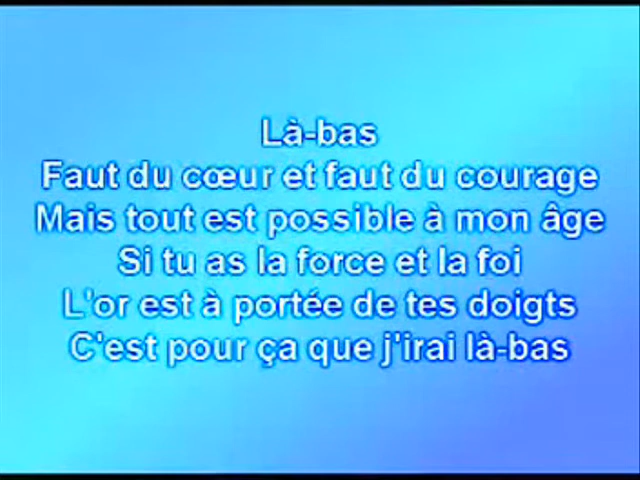 Là-bas
Faut du cœur et faut du courage
Mais tout est possible à mon âge
Si tu as la force et la foi
L'or est à portée de tes doigts
C'est pour ça que j'irai là-bas